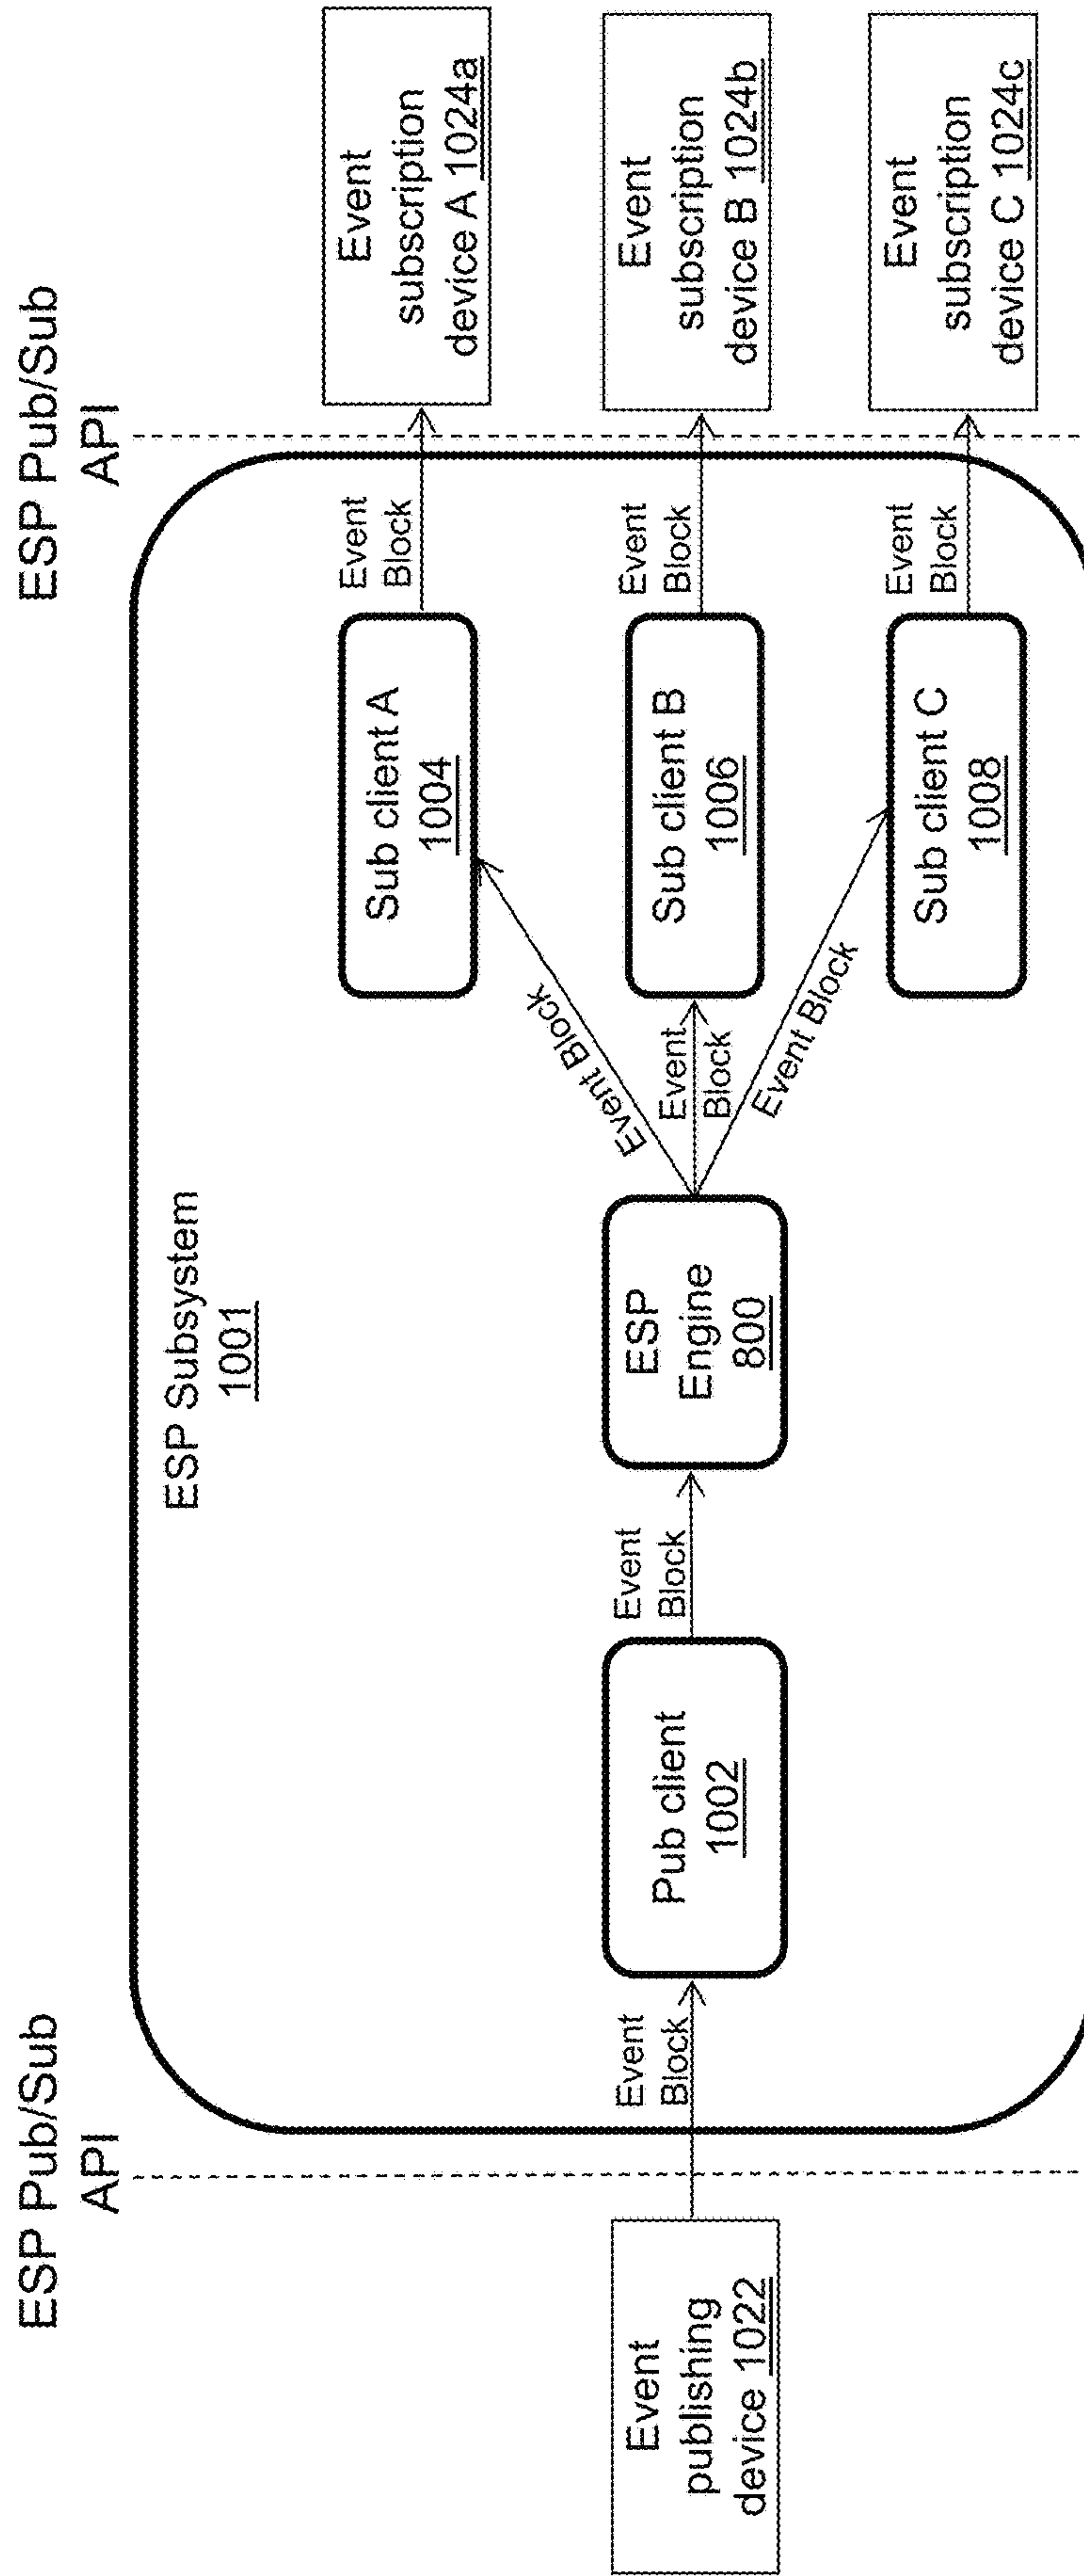 ESP Pub/Sub
API
ESP Pub/Sub
API
ESP Subsystem
1001
Event
publishing
device 1022
Event
Block
Pub client
1002
Event
Block
ESP
Engine
800
Event Block
Event
Block
Event Block
Sub client A
1004
Sub client B
1006
Sub client C
1008
Event
Block
Event
Block
Event
Block
Event
subscription
device A 1024a
Event
subscription
device B 1024b
Event
subscription
device C 1024c